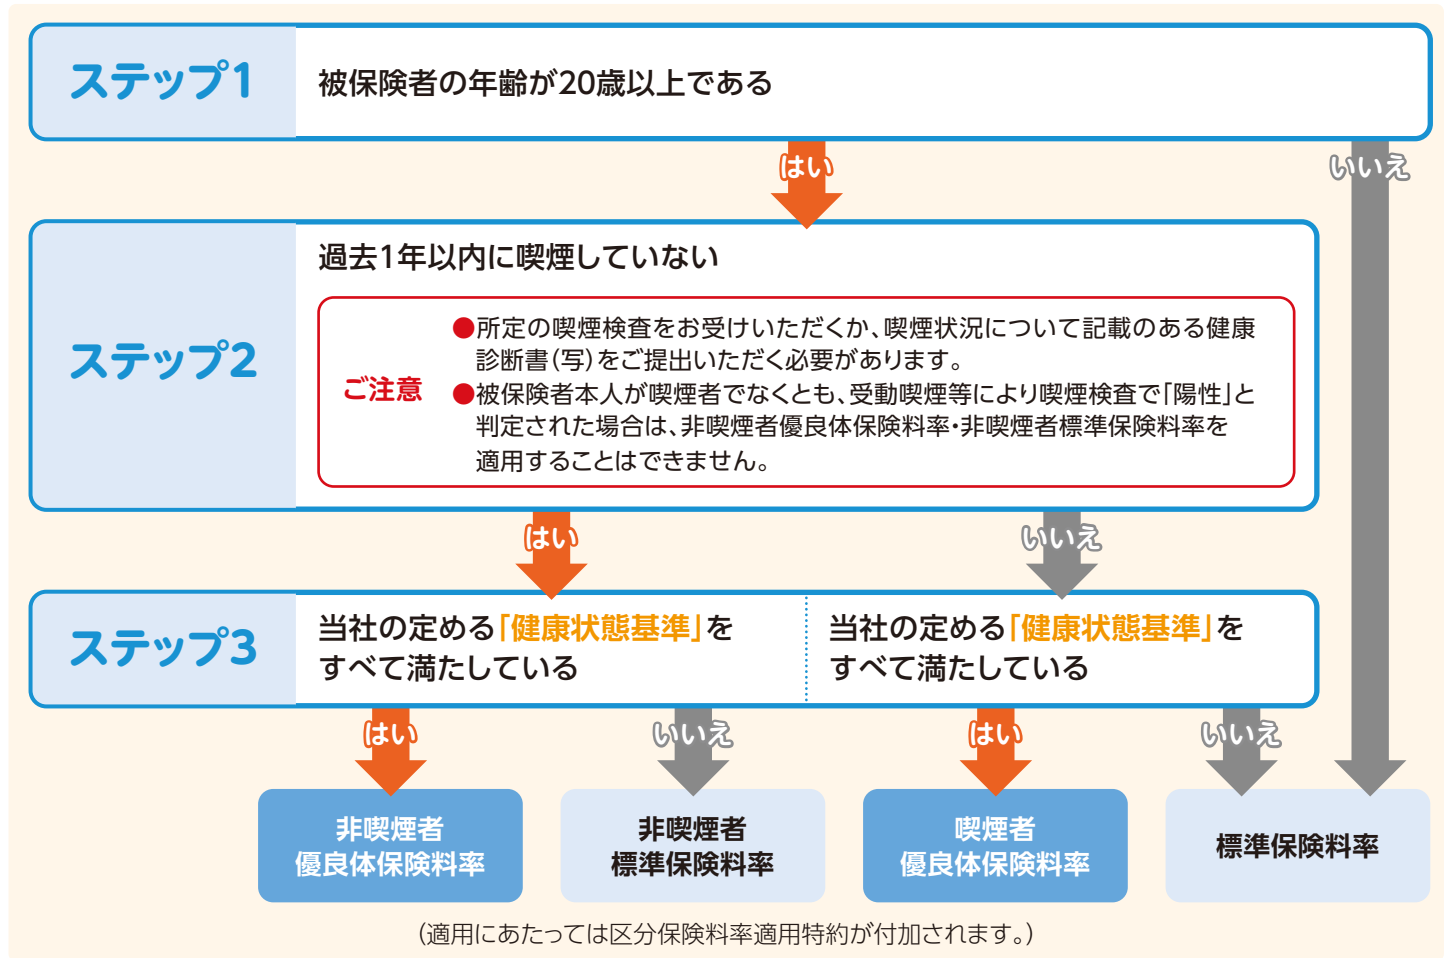 ステップ1
被保険者の年齢が20歳以上である
はい
いいえ
ステップ2
過去1年以内に喫煙していない
ご注意
●所定の喫煙検査をお受けいただくか、喫煙状況について記載のある健康
診断書(写)をご提出いただく必要があります。
●被保険者本人が喫煙者でなくとも、受動喫煙等により喫煙検査で「陽性」と
判定された場合は、非喫煙者優良体保険料率・非喫煙者標準保険料率を
適用することはできません。
はい
いいえ
ステップ3
当社の定める「健康状態基準」を
すべて満たしている
当社の定める「健康状態基準」を
すべて満たしている
はい
いいえ
はい
いいえ
非喫煙者
優良体保険料率
非喫煙者
標準保険料率
喫煙者
優良体保険料率
標準保険料率
(適用にあたっては区分保険料率適用特約が付加されます。)